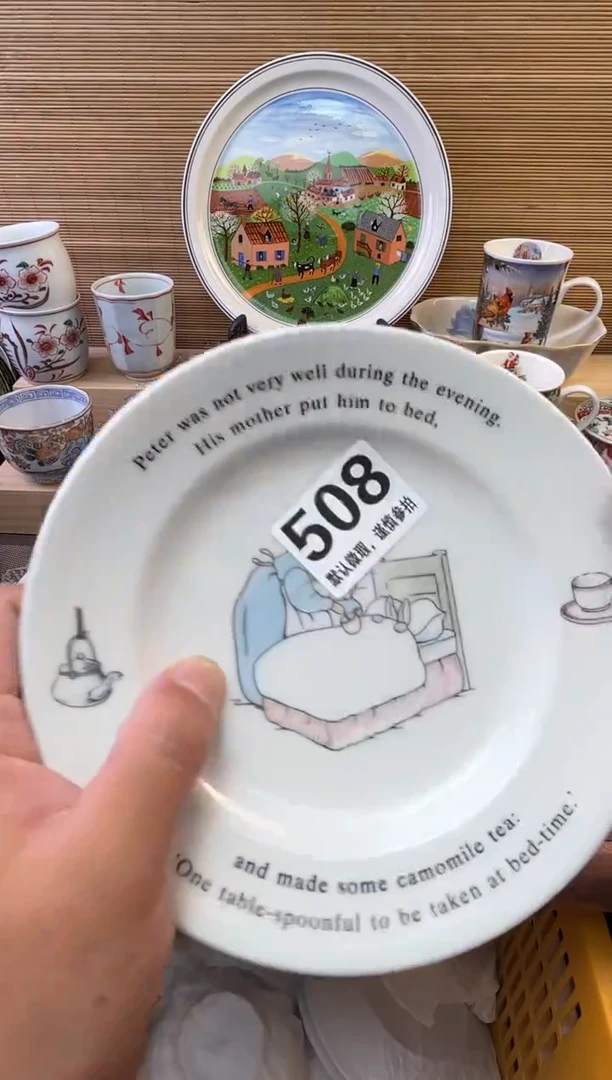 Peter was not very well during the evening.
His mother put him to bed,
508
默认微瑕，谨慎参拍
and made some camomile tea:
'One table-spoonful to be taken at bed-time.'